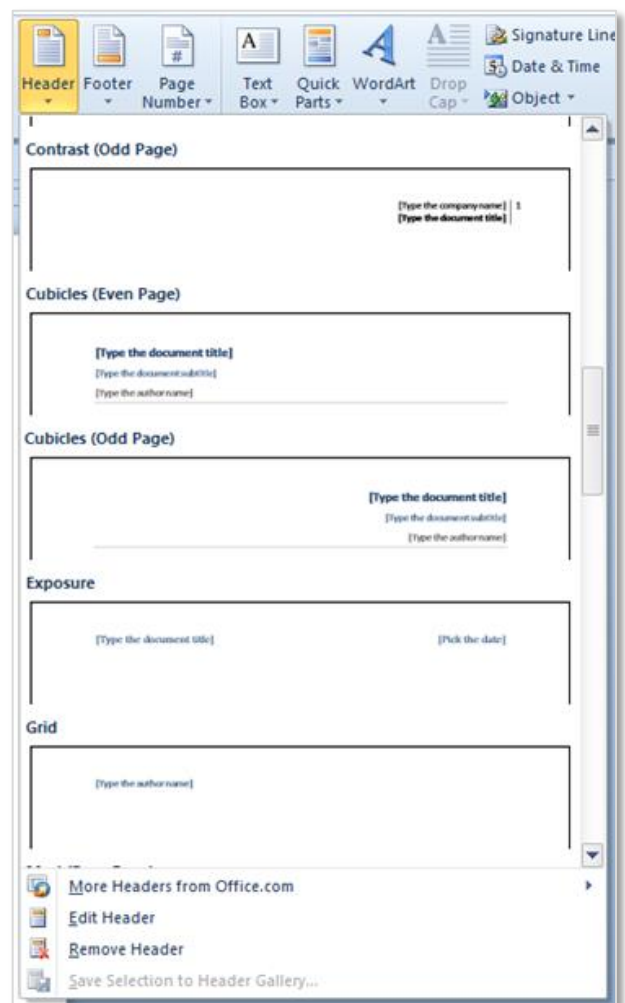 Header Footer Page Number Text Box Quick Parts WordArt Drop Cap
Signature Line
Date & Time
Object
Contrast (Odd Page)
[Type the company name] 1
[Type the document title]
Cubicles (Even Page)
[Type the document title]
[Type the document subtitle]
[Type the author name]
Cubicles (Odd Page)
[Type the document title]
[Type the document subtitle]
[Type the author name]
Exposure
[Type the document title] [Pick the date]
Grid
[Type the author name]
More Headers from Office.com
Edit Header
Remove Header
Save Selection to Header Gallery...